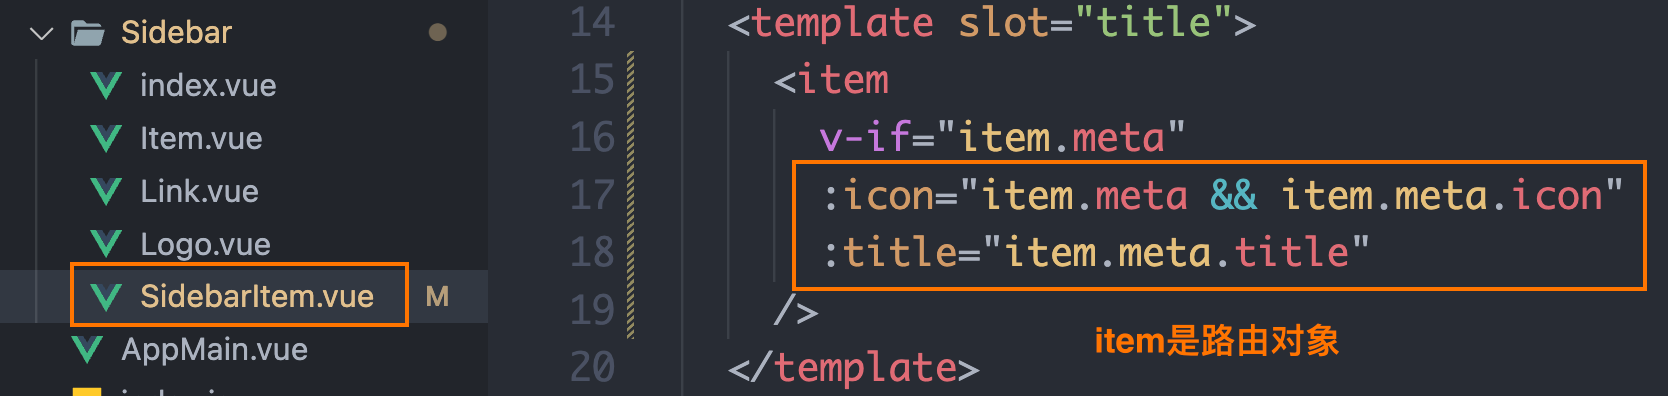 Sidebar
index.vue
Item.vue
Link.vue
Logo.vue
SidebarItem.vue M
AppMain.vue
14 <template slot="title">
15 <item
16 v-if="item.meta"
17 :icon="item.meta && item.meta.icon"
18 :title="item.meta.title"
19 />
20 </template>
item是路由对象